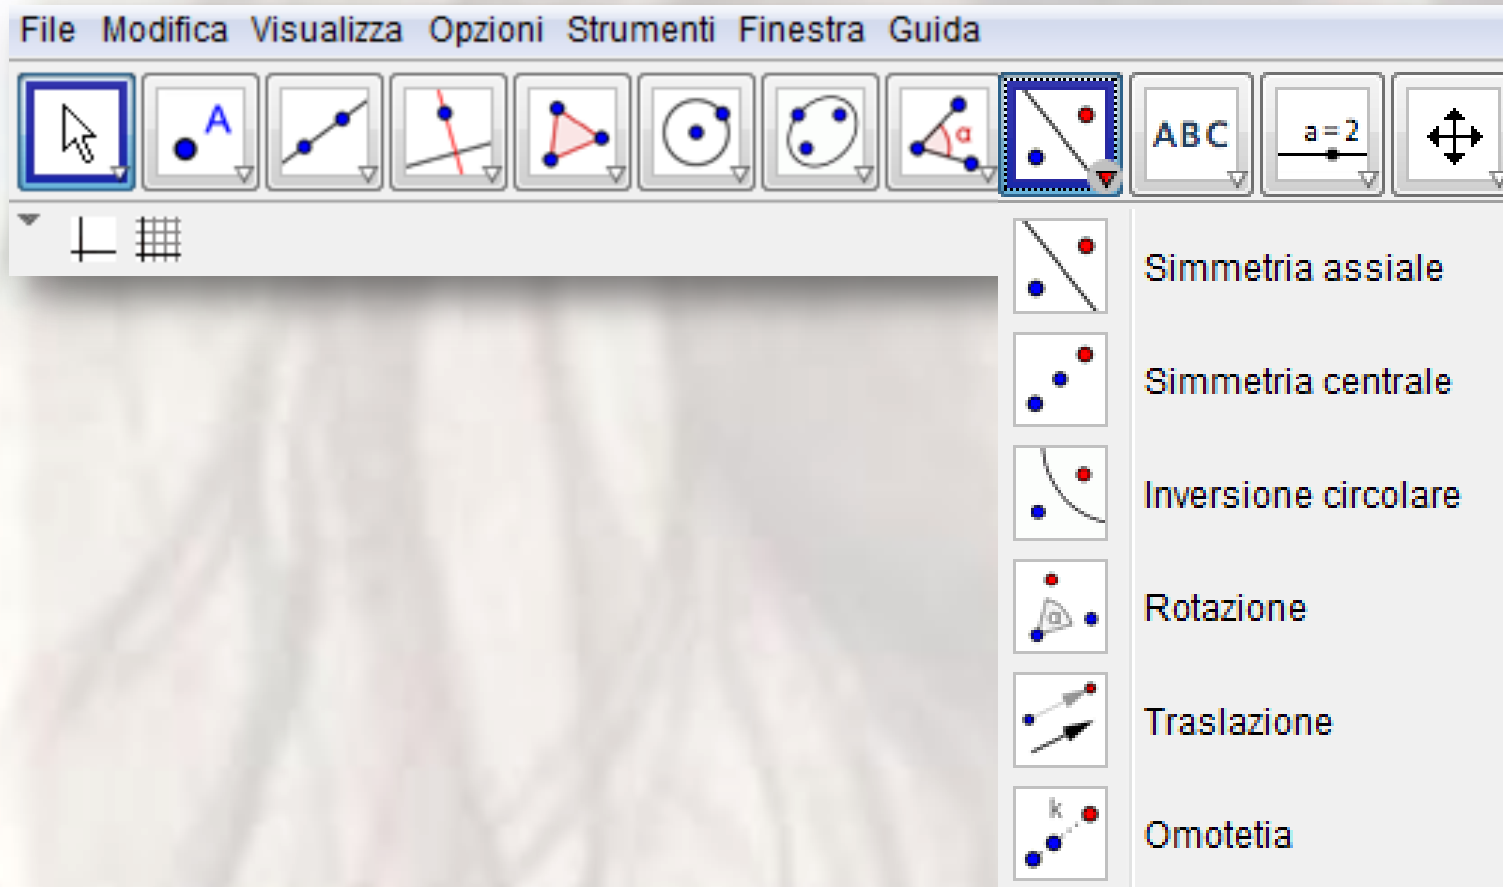 File Modifica Visualizza Opzioni Strumenti Finestra Guida
A
α
ABC
a = 2
Simmetria assiale
Simmetria centrale
Inversione circolare
α
Rotazione
Traslazione
k
Omotetia